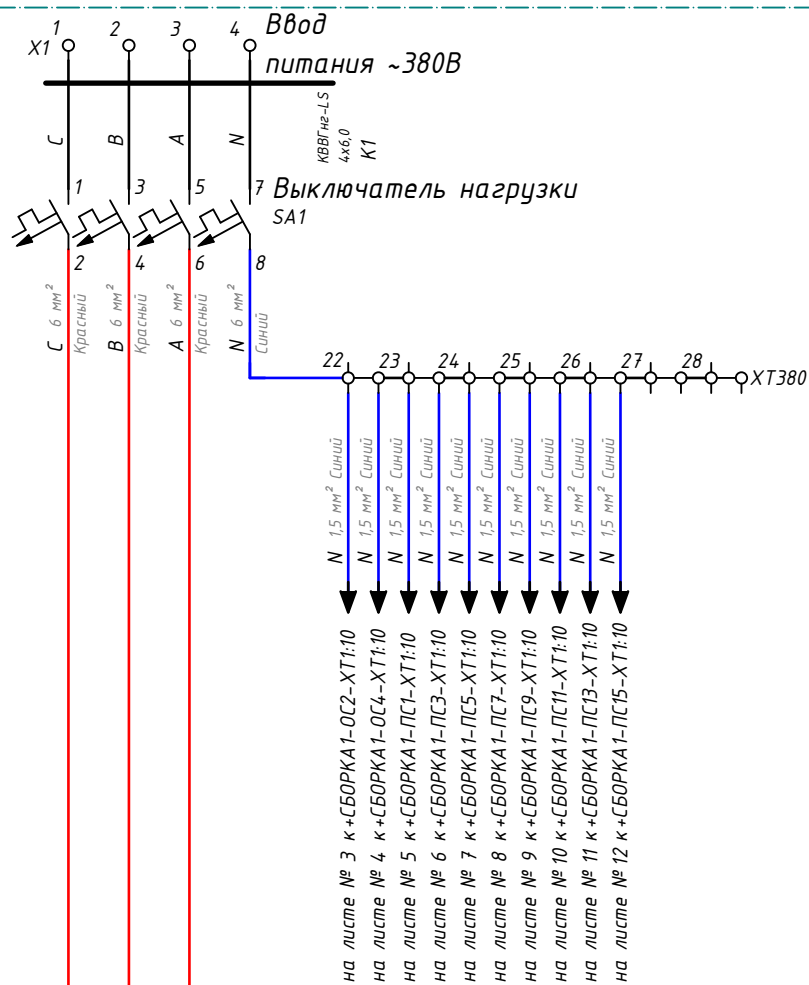 1 2 3 4 Ввод
X1
питания ~380В
C B A N
КВВГнг-LS
4х6,0
K1
1 3 5 7 Выключатель нагрузки
SA1
2 4 6 8
C 6 мм² Красный
B 6 мм² Красный
A 6 мм² Красный
N 6 мм² Синий
22 23 24 25 26 27 28 XT380
N 1,5 мм² Синий
N 1,5 мм² Синий
N 1,5 мм² Синий
N 1,5 мм² Синий
N 1,5 мм² Синий
N 1,5 мм² Синий
N 1,5 мм² Синий
N 1,5 мм² Синий
N 1,5 мм² Синий
N 1,5 мм² Синий
на листе № 3 к +СБОРКА1-ОС2-XT1:10
на листе № 4 к +СБОРКА1-ОС4-XT1:10
на листе № 5 к +СБОРКА1-ПС1-XT1:10
на листе № 6 к +СБОРКА1-ПС3-XT1:10
на листе № 7 к +СБОРКА1-ПС5-XT1:10
на листе № 8 к +СБОРКА1-ПС7-XT1:10
на листе № 9 к +СБОРКА1-ПС9-XT1:10
на листе № 10 к +СБОРКА1-ПС11-XT1:10
на листе № 11 к +СБОРКА1-ПС13-XT1:10
на листе № 12 к +СБОРКА1-ПС15-XT1:10